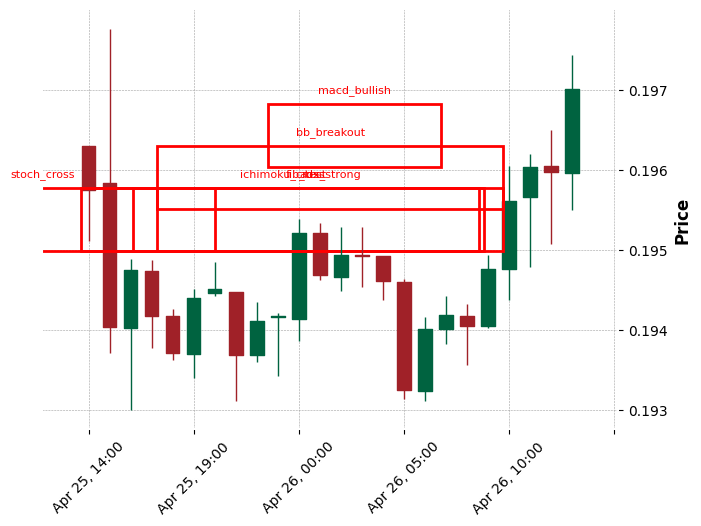 macd_bullish
bb_breakout
stoch_cross
0.197
0.196
0.195
0.194
0.193
Price
Apr 25, 14:00
Apr 25, 19:00
Apr 26, 00:00
Apr 26, 05:00
Apr 26, 10:00